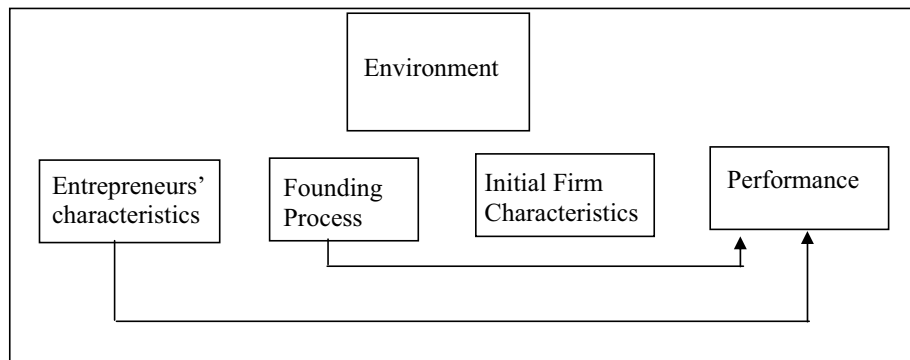 Environment
Entrepreneurs’
characteristics
Founding
Process
Initial Firm
Characteristics
Performance